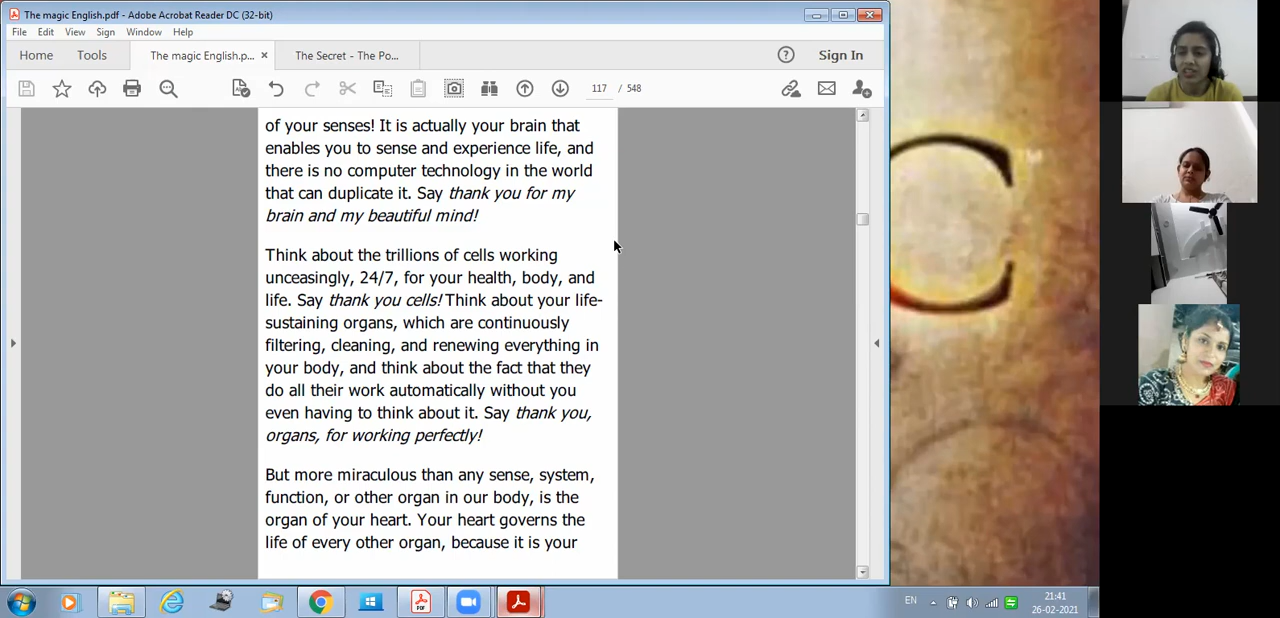 The magic English.pdf - Adobe Acrobat Reader DC (32-bit)
File Edit View Sign Window Help
Home Tools The magic English.p... × The Secret - The Po... Sign In
117 / 548
of your senses! It is actually your brain that
enables you to sense and experience life, and
there is no computer technology in the world
that can duplicate it. Say thank you for my
brain and my beautiful mind!
Think about the trillions of cells working
unceasingly, 24/7, for your health, body, and
life. Say thank you cells! Think about your life-
sustaining organs, which are continuously
filtering, cleaning, and renewing everything in
your body, and think about the fact that they
do all their work automatically without you
even having to think about it. Say thank you,
organs, for working perfectly!
But more miraculous than any sense, system,
function, or other organ in our body, is the
organ of your heart. Your heart governs the
life of every other organ, because it is your
C
TM
PDF
EN
21:41
26-02-2021